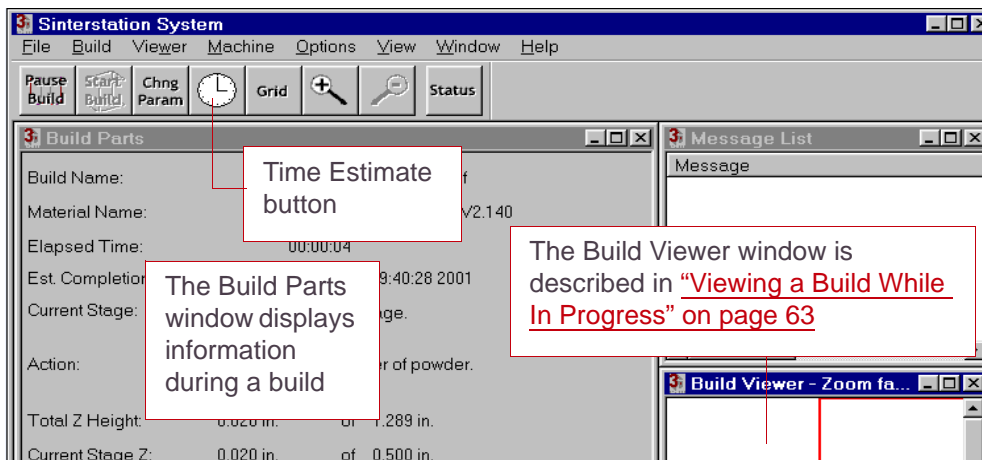 Sinterstation System
File Build Viewer Machine Options View Window Help
Pause Build Start Build Chng Param Grid Status
Build Parts
Message List
Message
Build Name: f
Material Name: V2.140
Elapsed Time: 00:00:04
Est. Completion 9:40:28 2001
Current Stage:
Action: er of powder.
Total Z Height: 0.020 in. of 1.289 in.
Current Stage Z: 0.020 in. of 0.500 in.
Time Estimate
button
The Build Parts
window displays
information
during a build
The Build Viewer window is
described in "Viewing a Build While
In Progress" on page 63
Build Viewer - Zoom fa...